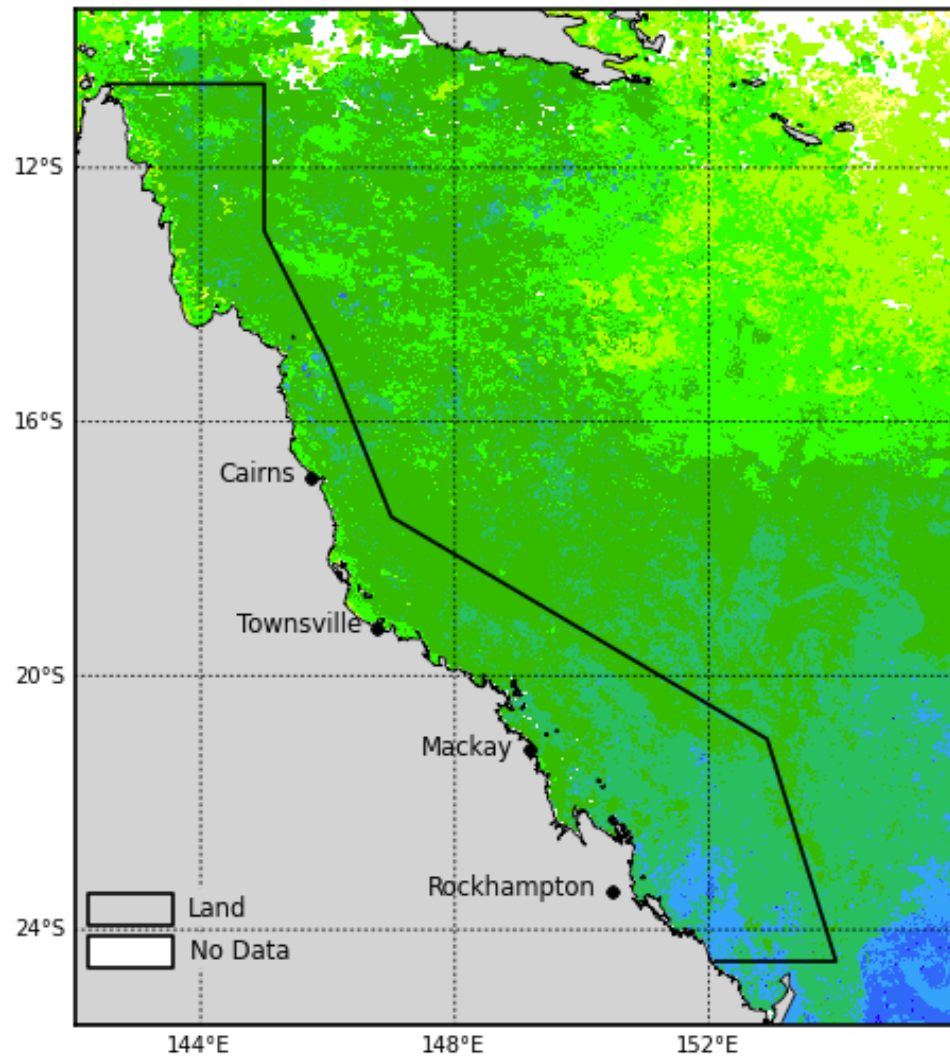 12°S
16°S
Cairns
Townsville
20°S
Mackay
Rockhampton
Land
24°S
No Data
144°E 148°E 152°E